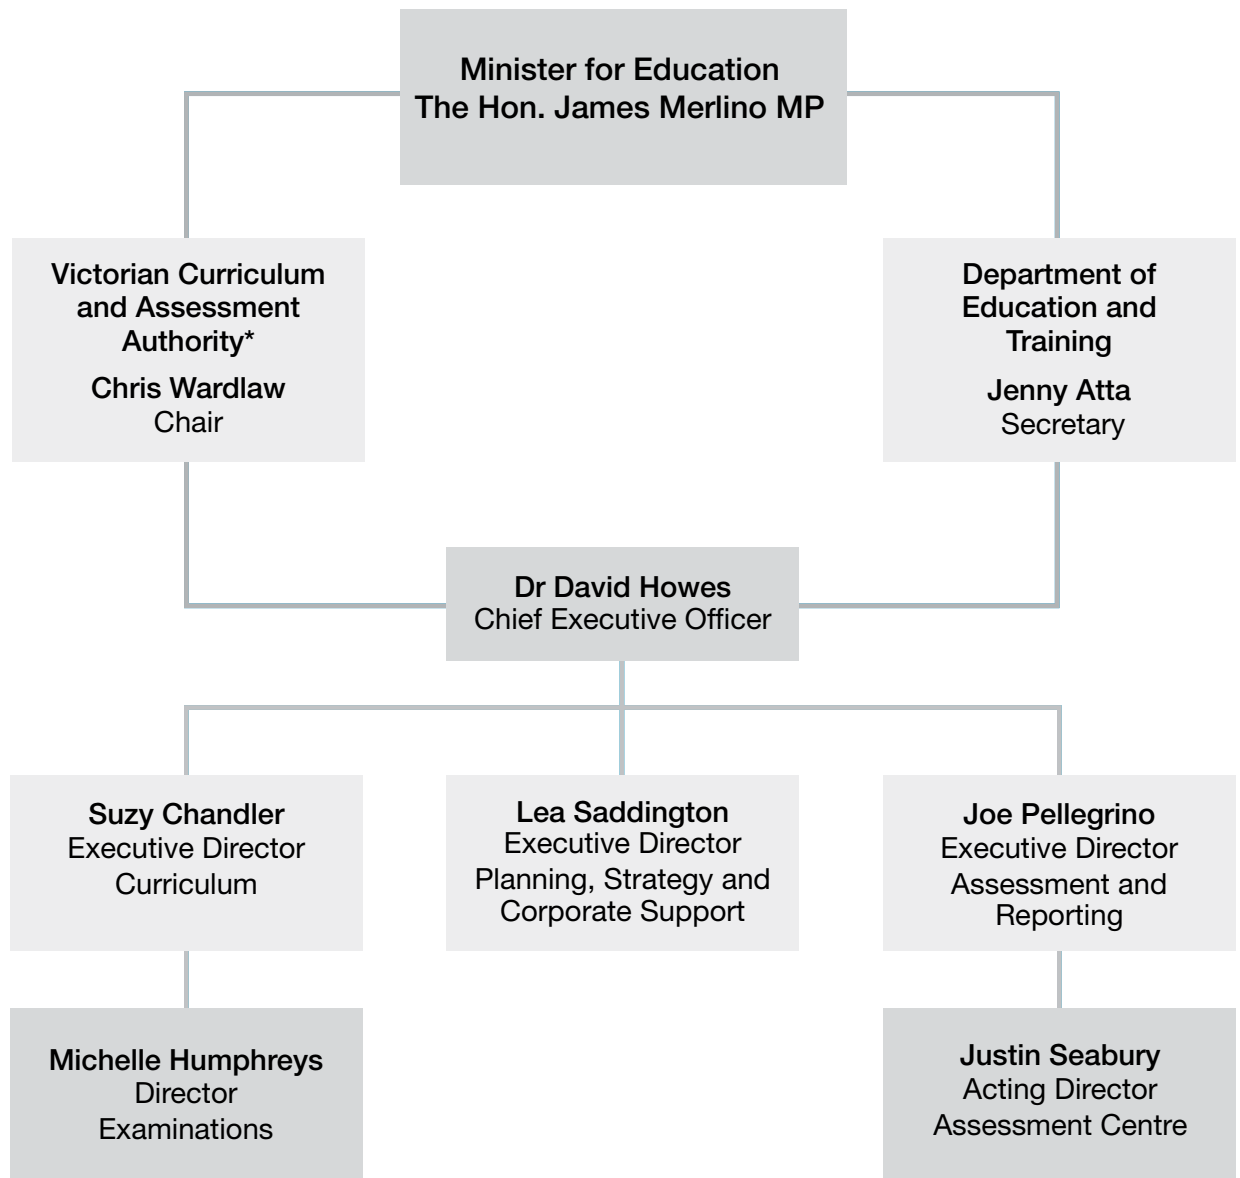 Minister for Education
The Hon. James Merlino MP
Victorian Curriculum
and Assessment
Authority*
Chris Wardlaw
Chair
Department of
Education and
Training
Jenny Atta
Secretary
Dr David Howes
Chief Executive Officer
Suzy Chandler
Executive Director
Curriculum
Lea Saddington
Executive Director
Planning, Strategy and
Corporate Support
Joe Pellegrino
Executive Director
Assessment and
Reporting
Michelle Humphreys
Director
Examinations
Justin Seabury
Acting Director
Assessment Centre